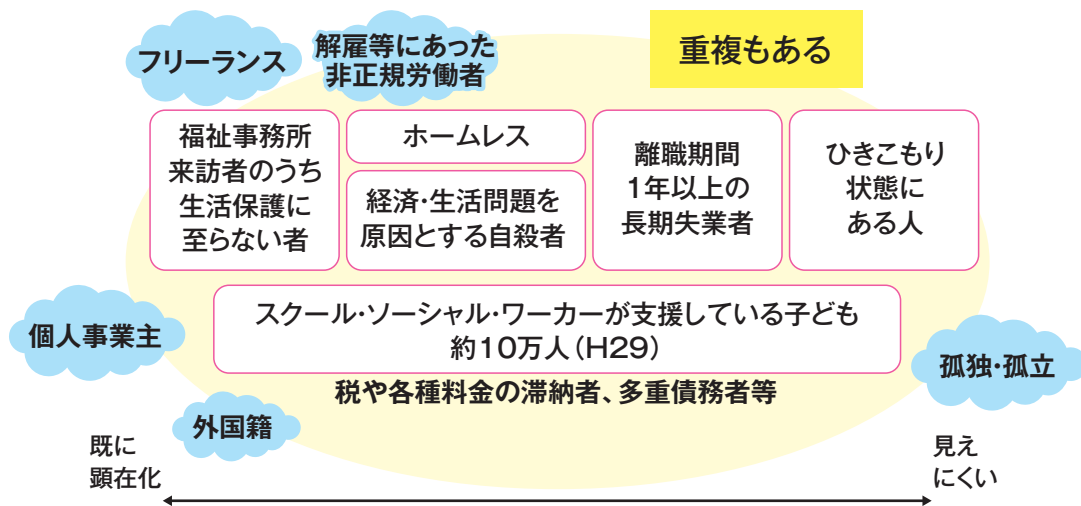 フリーランス
解雇等にあった
非正規労働者
重複もある
福祉事務所
来訪者のうち
生活保護に
至らない者
ホームレス
経済・生活問題を
原因とする自殺者
離職期間
1年以上の
長期失業者
ひきこもり
状態に
ある人
個人事業主
スクール・ソーシャル・ワーカーが支援している子ども
約10万人（H29）
孤独・孤立
税や各種料金の滞納者、多重債務者等
外国籍
既に
顕在化
見え
にくい